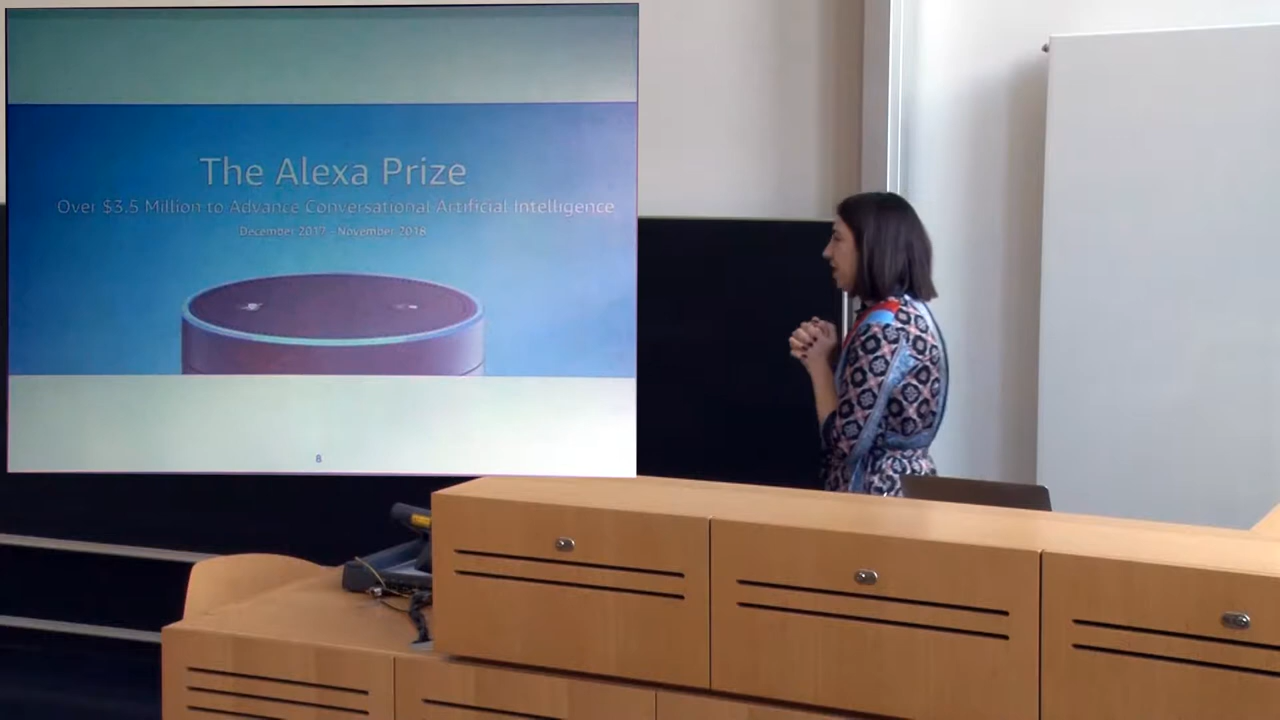 The Alexa Prize
Over $3.5 Million to Advance Conversational Artificial Intelligence
December 2017 - November 2018
8